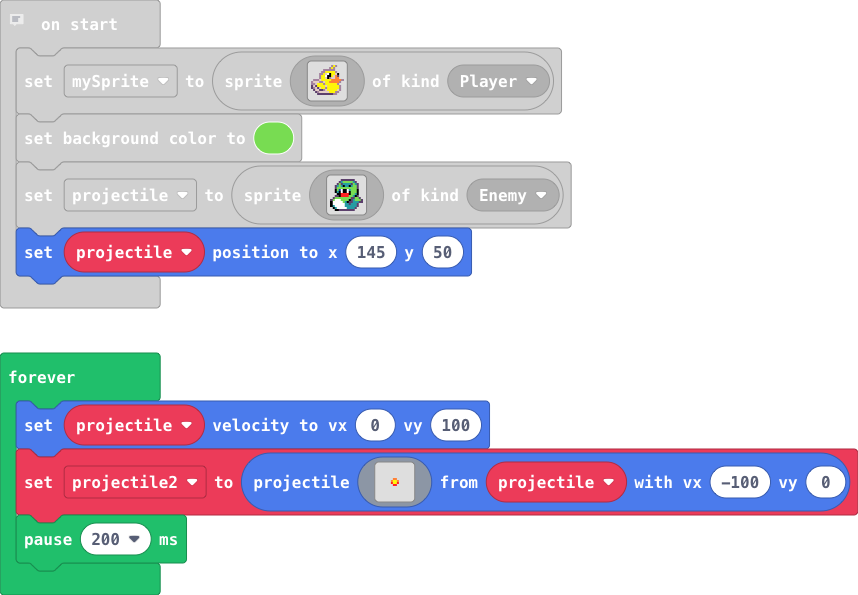 on start
set mySprite to sprite of kind Player
set background color to
set projectile to sprite of kind Enemy
set projectile position to x 145 y 50
forever
set projectile velocity to vx 0 vy 100
set projectile2 to projectile from projectile with vx -100 vy 0
pause 200 ms